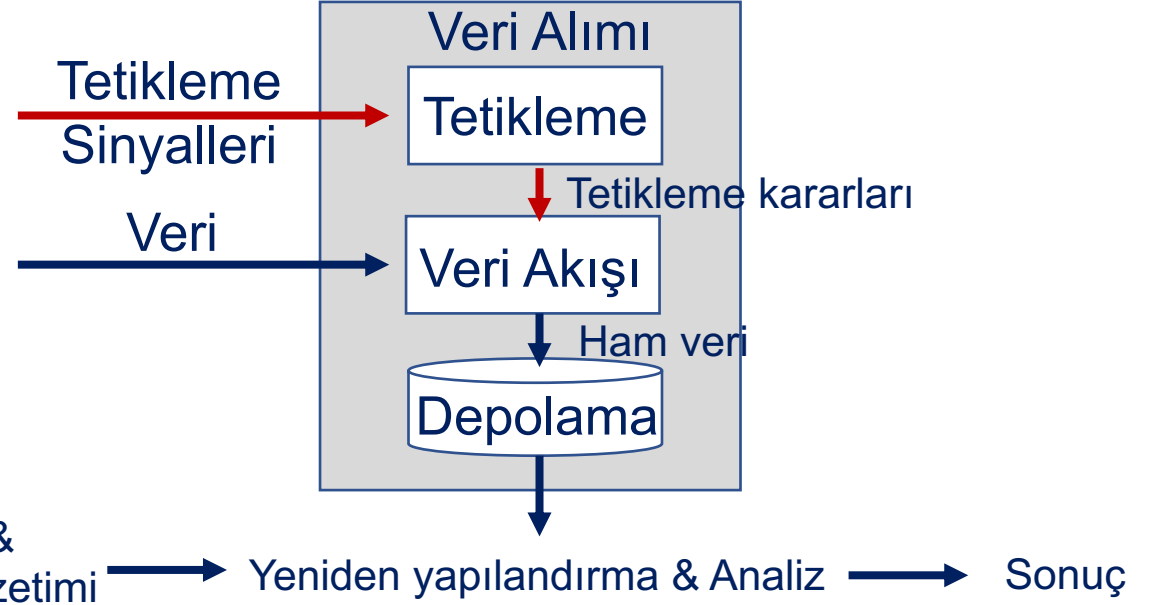 Veri Alımı
Tetikleme
Sinyalleri
Tetikleme
Tetikleme kararları
Veri
Veri Akışı
Ham veri
Depolama
&
zetimi
Yeniden yapılandırma & Analiz
Sonuç